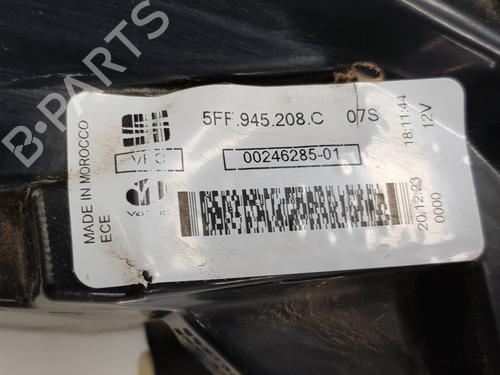 B-PARTS
5FF.945.208.C 07S
00246285-01
MADE IN MOROCCO
ECE
18:11:44
12V
20.12.23
0000